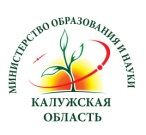 МИНИСТЕРСТВО ОБРАЗОВАНИЯ И НАУКИ
КАЛУЖСКАЯ
ОБЛАСТЬ